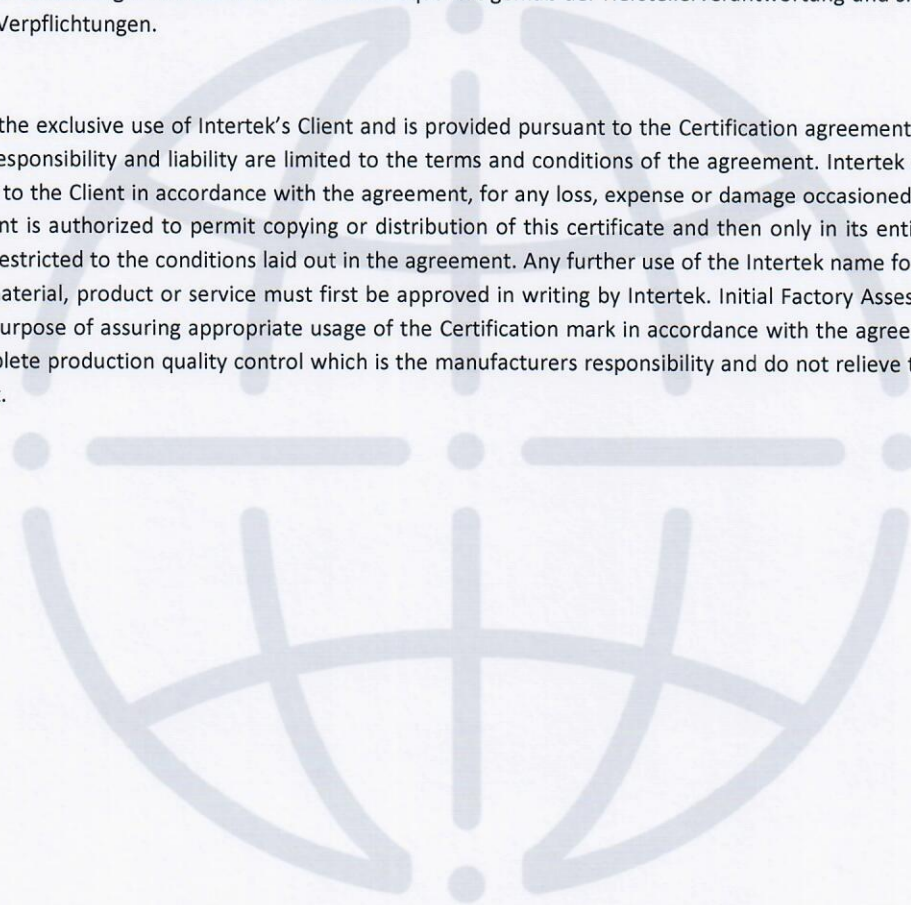 Verpflichtungen.
the exclusive use of Intertek's Client and is provided pursuant to the Certification agreement
esponsibility and liability are limited to the terms and conditions of the agreement. Intertek
to the Client in accordance with the agreement, for any loss, expense or damage occasioned
nt is authorized to permit copying or distribution of this certificate and then only in its enti
estricted to the conditions laid out in the agreement. Any further use of the Intertek name fo
aterial, product or service must first be approved in writing by Intertek. Initial Factory Asses
urpose of assuring appropriate usage of the Certification mark in accordance with the agree
plete production quality control which is the manufacturers responsibility and do not relieve t